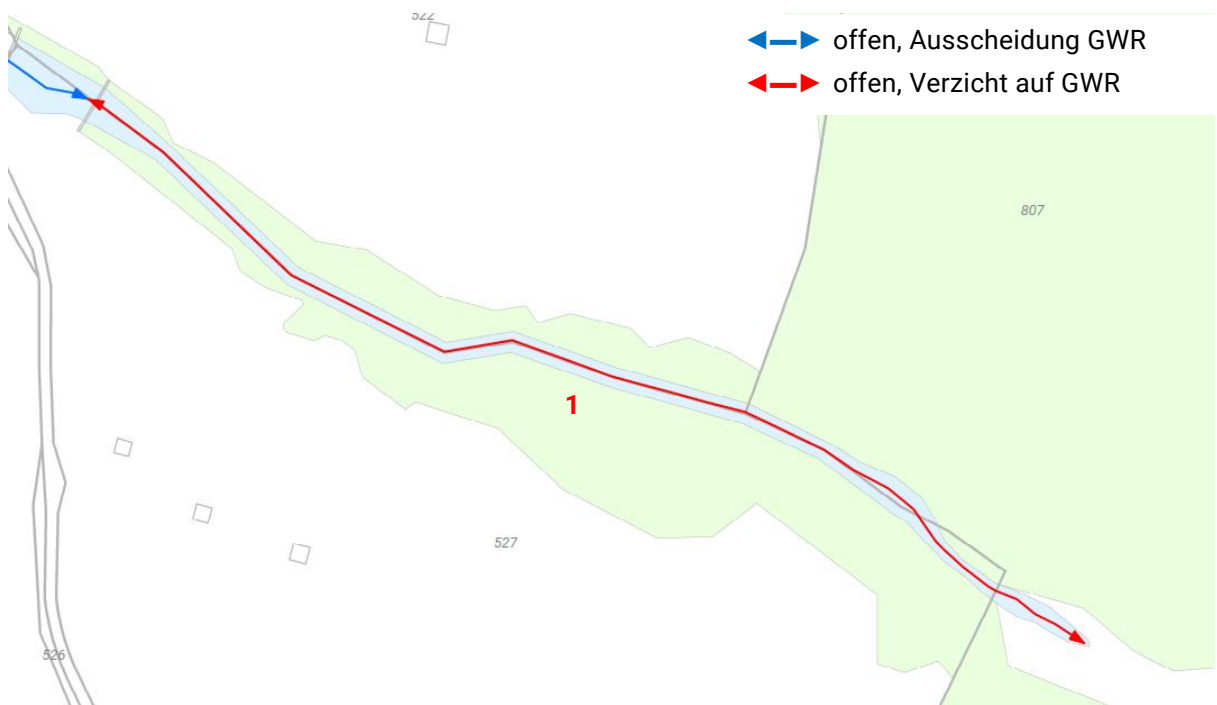 522
offen, Ausscheidung GWR
offen, Verzicht auf GWR
807
1
527
526